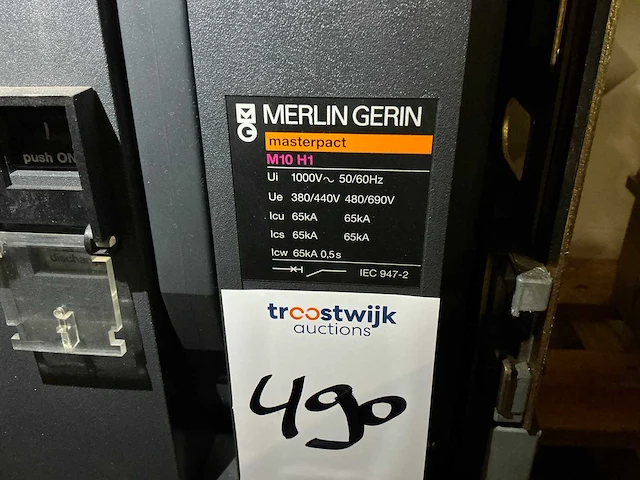 MERLIN GERIN
masterpact
M10 H1
Ui 1000V~ 50/60Hz
Ue 380/440V 480/690V
Icu 65kA 65kA
Ics 65kA 65kA
Icw 65kA 0,5s
IEC 947-2
push ON
troostwijk
auctions
490